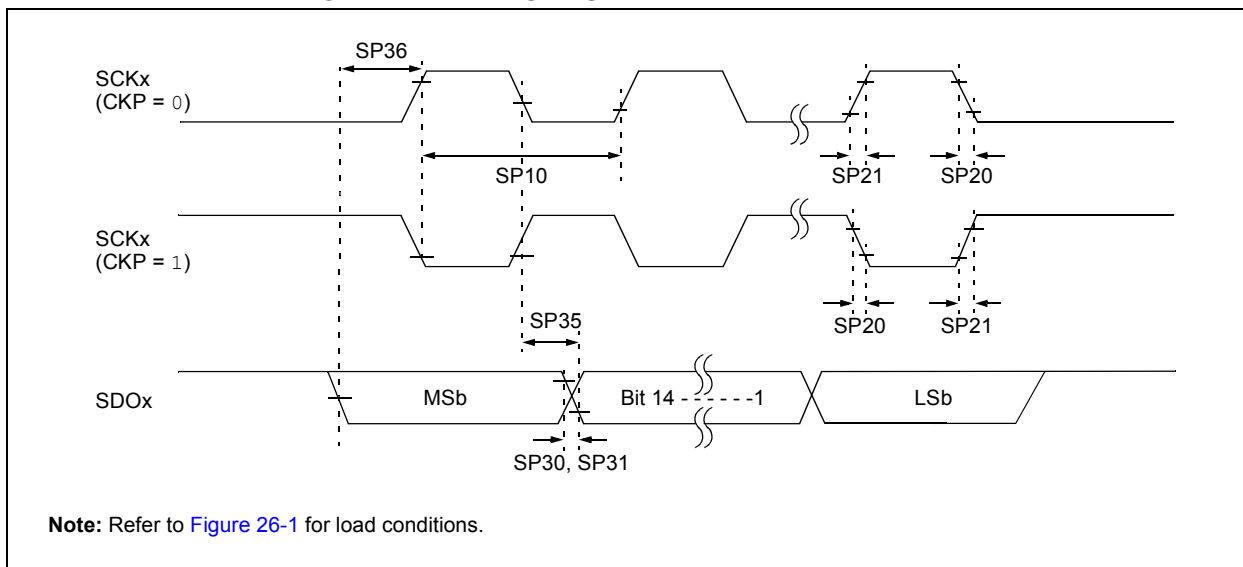 SP36
SCKx
(CKP = 0)
SP10
SP21
SP20
SCKx
(CKP = 1)
SP35
SP20
SP21
SDOx
MSb
Bit 14 - - - - - -1
LSb
SP30, SP31
Note: Refer to Figure 26-1 for load conditions.